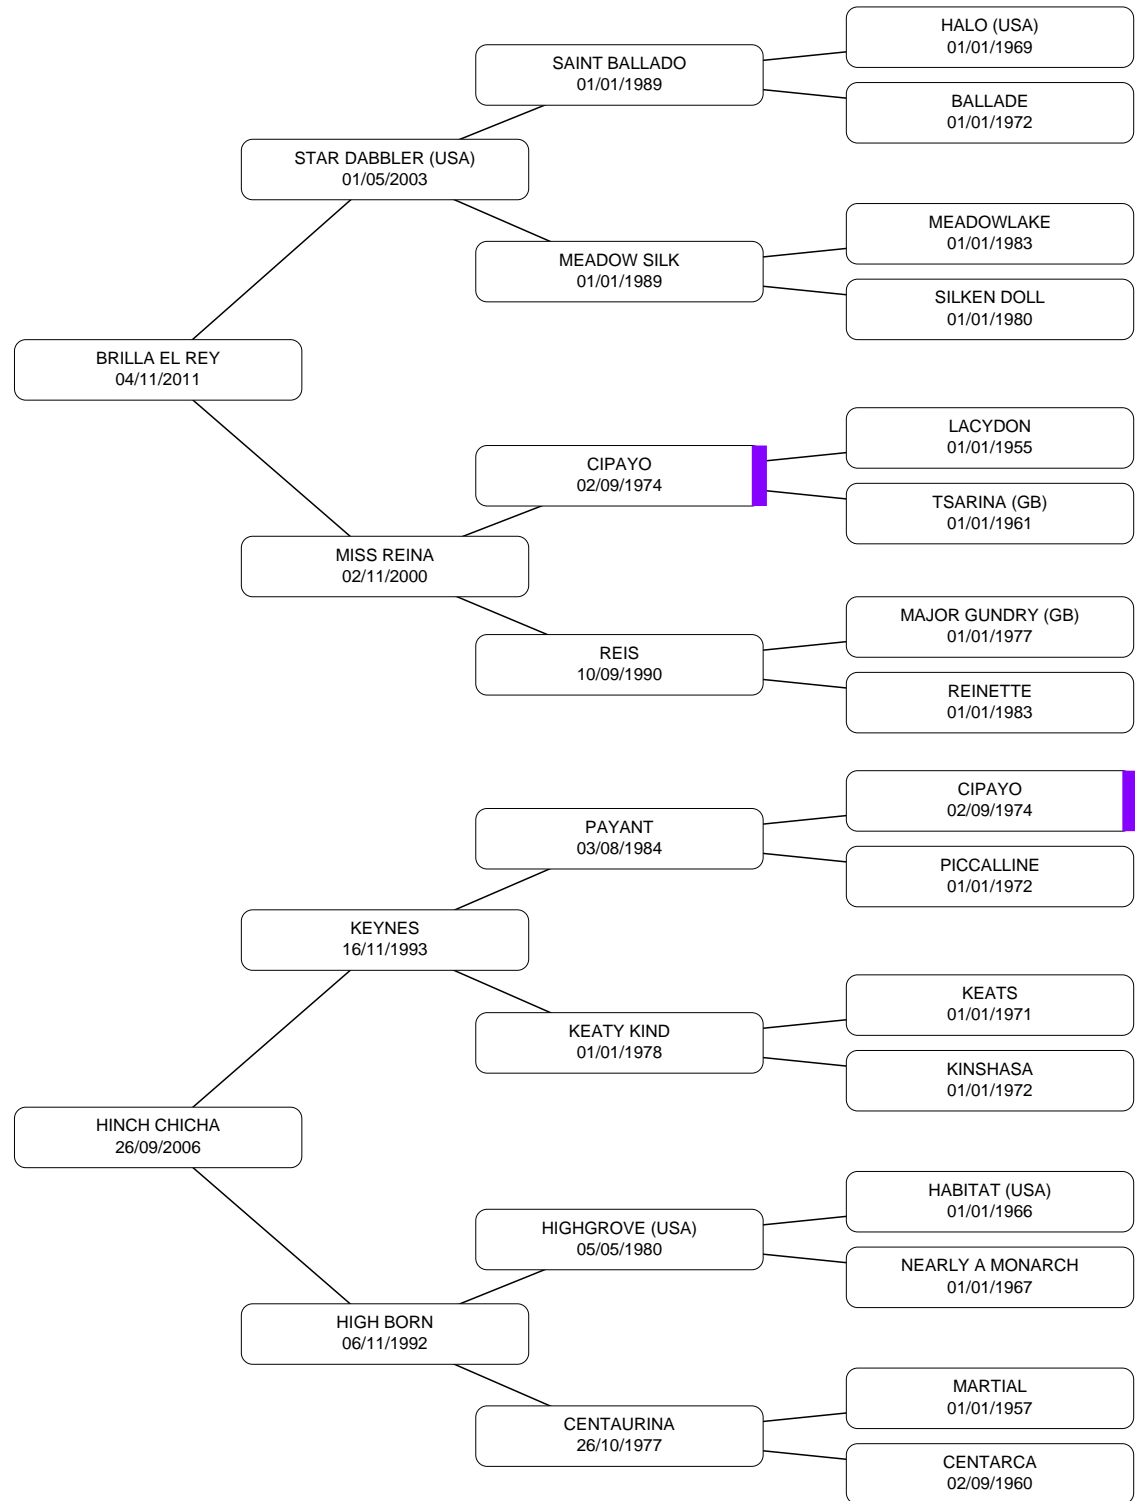 HALO (USA)
01/01/1969
SAINT BALLADO
01/01/1989
BALLADE
01/01/1972
STAR DABBLER (USA)
01/05/2003
MEADOWLAKE
01/01/1983
MEADOW SILK
01/01/1989
SILKEN DOLL
01/01/1980
BRILLA EL REY
04/11/2011
LACYDON
01/01/1955
CIPAYO
02/09/1974
TSARINA (GB)
01/01/1961
MISS REINA
02/11/2000
MAJOR GUNDRY (GB)
01/01/1977
REIS
10/09/1990
REINETTE
01/01/1983
CIPAYO
02/09/1974
PAYANT
03/08/1984
PICCALLINE
01/01/1972
KEYNES
16/11/1993
KEATS
01/01/1971
KEATY KIND
01/01/1978
KINSHASA
01/01/1972
HINCH CHICHA
26/09/2006
HABITAT (USA)
01/01/1966
HIGHGROVE (USA)
05/05/1980
NEARLY A MONARCH
01/01/1967
HIGH BORN
06/11/1992
MARTIAL
01/01/1957
CENTAURINA
26/10/1977
CENTARCA
02/09/1960